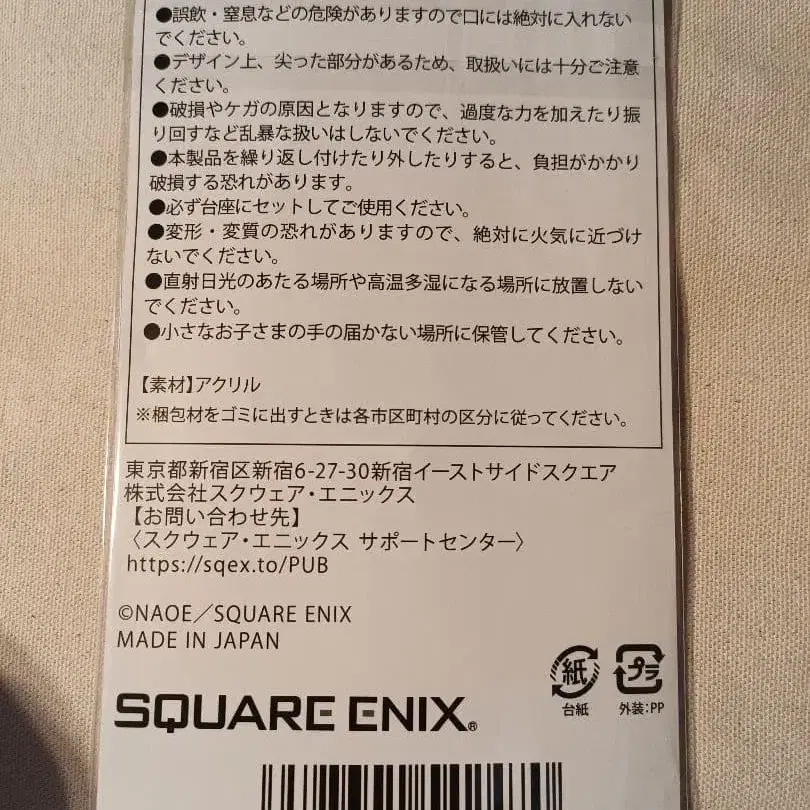 ●誤飲・窒息などの危険がありますので口には絶対に入れない
でください。
●デザイン上、尖った部分があるため、取扱いには十分ご注意
ください。
●破損やケガの原因となりますので、過度な力を加えたり振
り回すなど乱暴な扱いはしないでください。
●本製品を繰り返し付けたり外したりすると、負担がかかり
破損する恐れがあります。
●必ず台座にセットしてご使用ください。
●変形・変質の恐れがありますので、絶対に火気に近づけ
ないでください。
●直射日光のあたる場所や高温多湿になる場所に放置しない
でください。
●小さなお子さまの手の届かない場所に保管してください。
【素材】アクリル
※梱包材をゴミに出すときは各市区町村の区分に従ってください。
東京都新宿区新宿6-27-30新宿イーストサイドスクエア
株式会社スクウェア・エニックス
【お問い合わせ先】
〈スクウェア・エニックス サポートセンター〉
https://sqex.to/PUB
©NAOE／SQUARE ENIX
MADE IN JAPAN
紙
台紙
プラ
外装:PP
SQUARE ENIX®